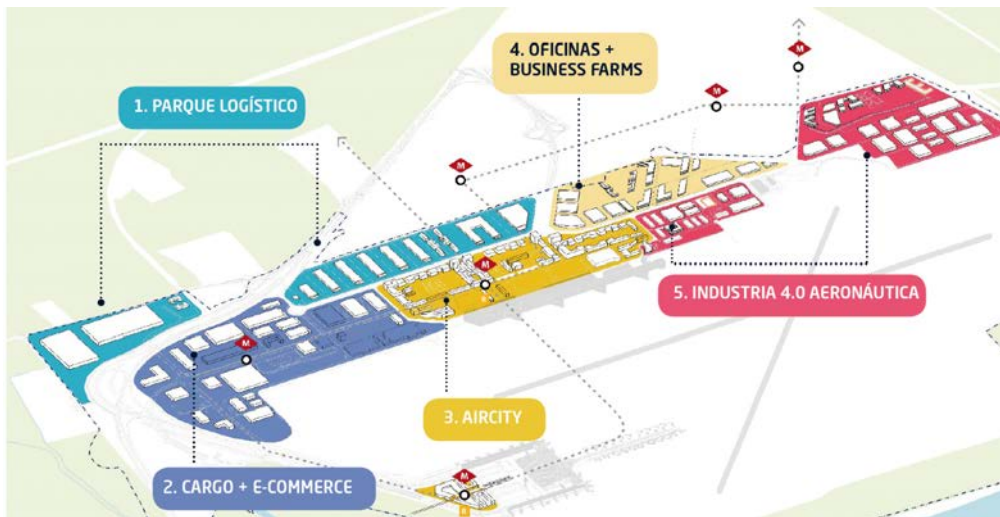 4. OFICINAS +
BUSINESS FARMS
M
M
1. PARQUE LOGÍSTICO
M
M
5. INDUSTRIA 4.0 AERONÁUTICA
M
3. AIRCITY
M
2. CARGO + E-COMMERCE